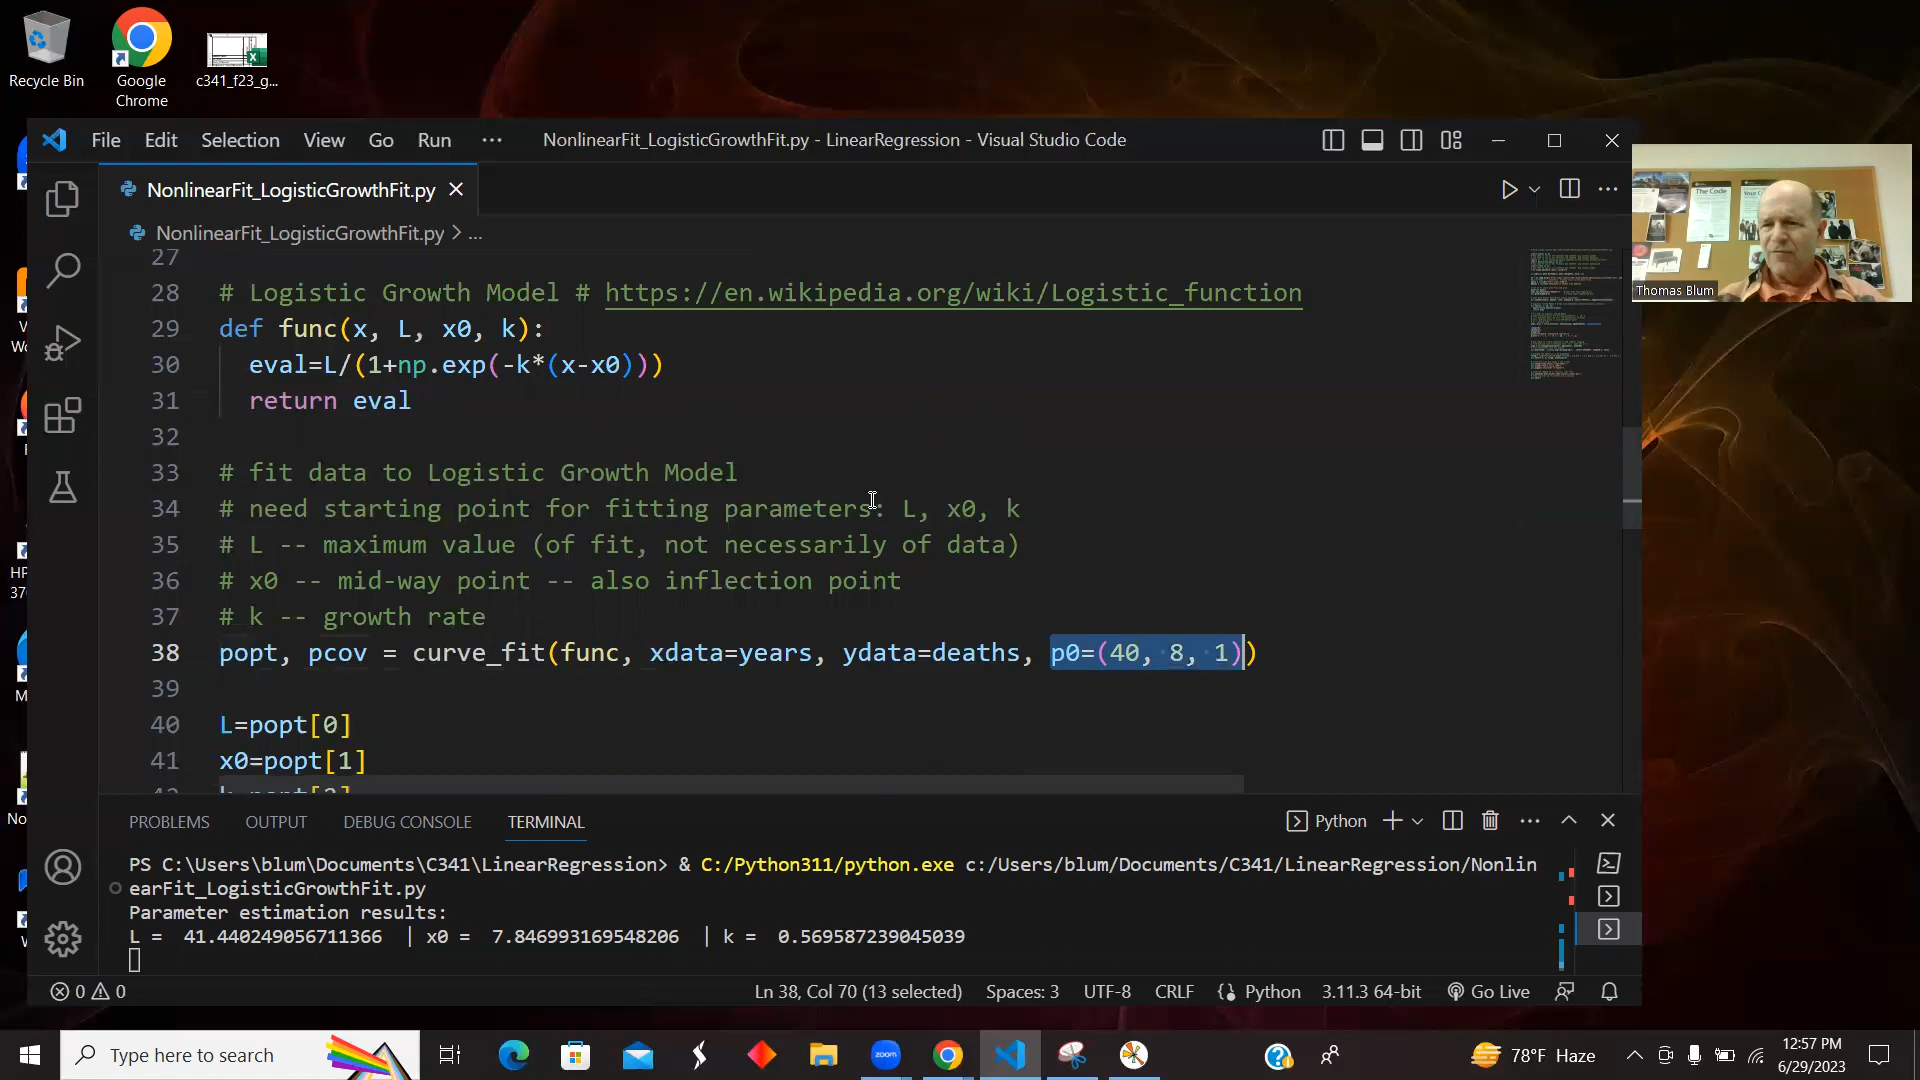 Recycle Bin
Google
Chrome
c341_f23_g...
File Edit Selection View Go Run ···
NonlinearFit_LogisticGrowthFit.py - LinearRegression - Visual Studio Code
NonlinearFit_LogisticGrowthFit.py
NonlinearFit_LogisticGrowthFit.py > ...
27
28 # Logistic Growth Model # https://en.wikipedia.org/wiki/Logistic_function
29 def func(x, L, x0, k):
30 eval=L/(1+np.exp(-k*(x-x0)))
31 return eval
32
33 # fit data to Logistic Growth Model
34 # need starting point for fitting parameters: L, x0, k
35 # L -- maximum value (of fit, not necessarily of data)
36 # x0 -- mid-way point -- also inflection point
37 # k -- growth rate
38 popt, pcov = curve_fit(func, xdata=years, ydata=deaths, p0=(40, 8, 1))
39
40 L=popt[0]
41 x0=popt[1]
The Code
Thomas Blum
PROBLEMS OUTPUT DEBUG CONSOLE TERMINAL
Python
PS C:\Users\blum\Documents\C341\LinearRegression> & C:/Python311/python.exe c:/Users/blum/Documents/C341/LinearRegression/Nonlin
earFit_LogisticGrowthFit.py
Parameter estimation results:
L = 41.440249056711366 | x0 = 7.846993169548206 | k = 0.569587239045039
0 0
Ln 38, Col 70 (13 selected) Spaces: 3 UTF-8 CRLF Python 3.11.3 64-bit Go Live
HP
Type here to search
zoom
78°F Haze
12:57 PM
6/29/2023